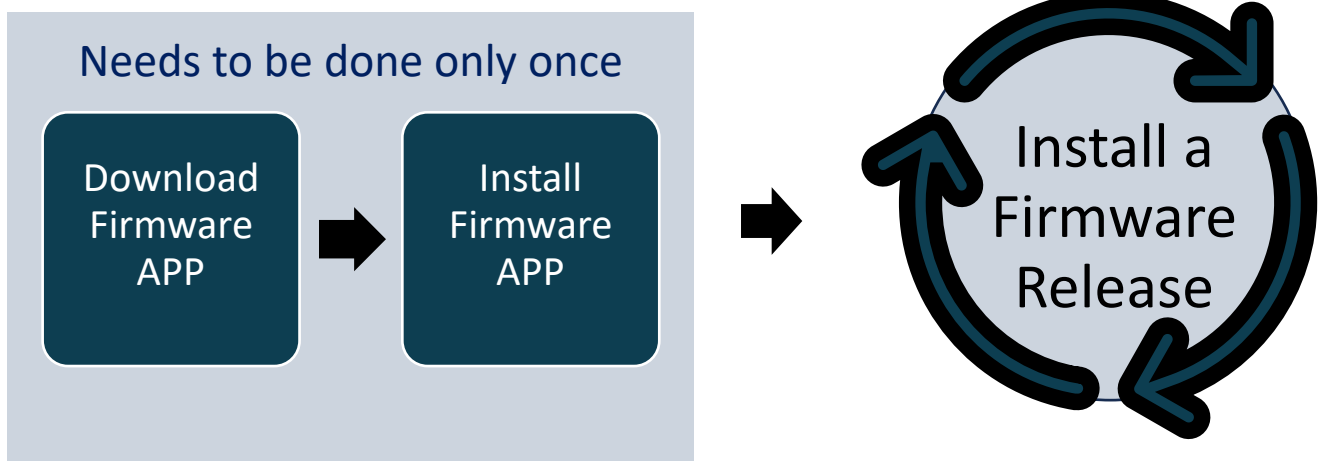 Needs to be done only once
Download
Firmware
APP
Install
Firmware
APP
Install a
Firmware
Release